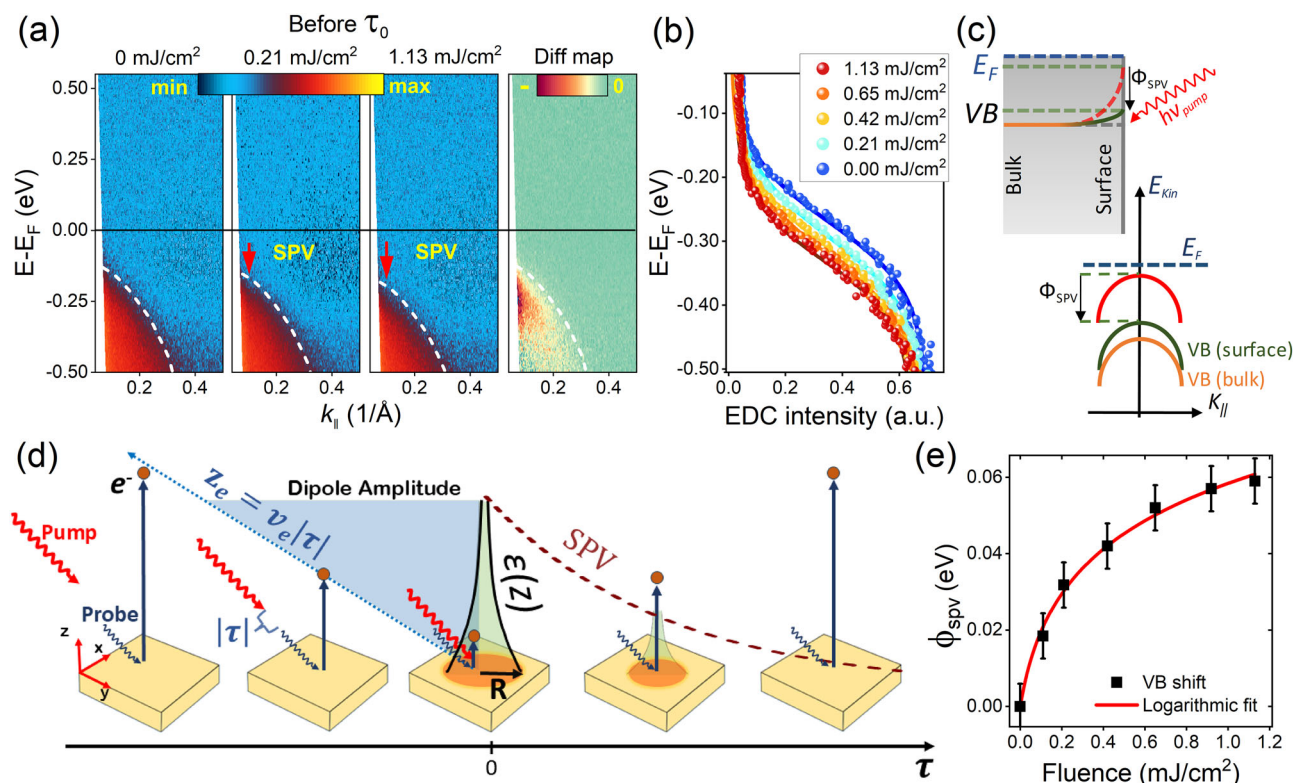 (a)
Before τ0
0 mJ/cm²
0.21 mJ/cm²
1.13 mJ/cm²
Diff map
min
max
- 0
SPV
SPV
E-EF (eV)
0.50
0.25
0.00
-0.25
-0.50
0.2 0.4
0.2 0.4
0.2 0.4
0.2 0.4
k∥ (1/Å)
(b)
1.13 mJ/cm²
0.65 mJ/cm²
0.42 mJ/cm²
0.21 mJ/cm²
0.00 mJ/cm²
E-EF (eV)
-0.10
-0.20
-0.30
-0.40
-0.50
0.0 0.2 0.4 0.6
EDC intensity (a.u.)
(c)
EF
VB
ΦSPV
hνpump
Bulk
Surface
EKin
EF
ΦSPV
VB (surface)
VB (bulk)
K//
(d)
e-
Pump
Probe
|τ|
Ze = ve|τ|
Dipole Amplitude
ε(Z)
SPV
R
z
x
y
0
τ
(e)
ϕspv (eV)
0.06
0.04
0.02
0.00
VB shift
Logarithmic fit
0.0 0.2 0.4 0.6 0.8 1.0 1.2
Fluence (mJ/cm²)